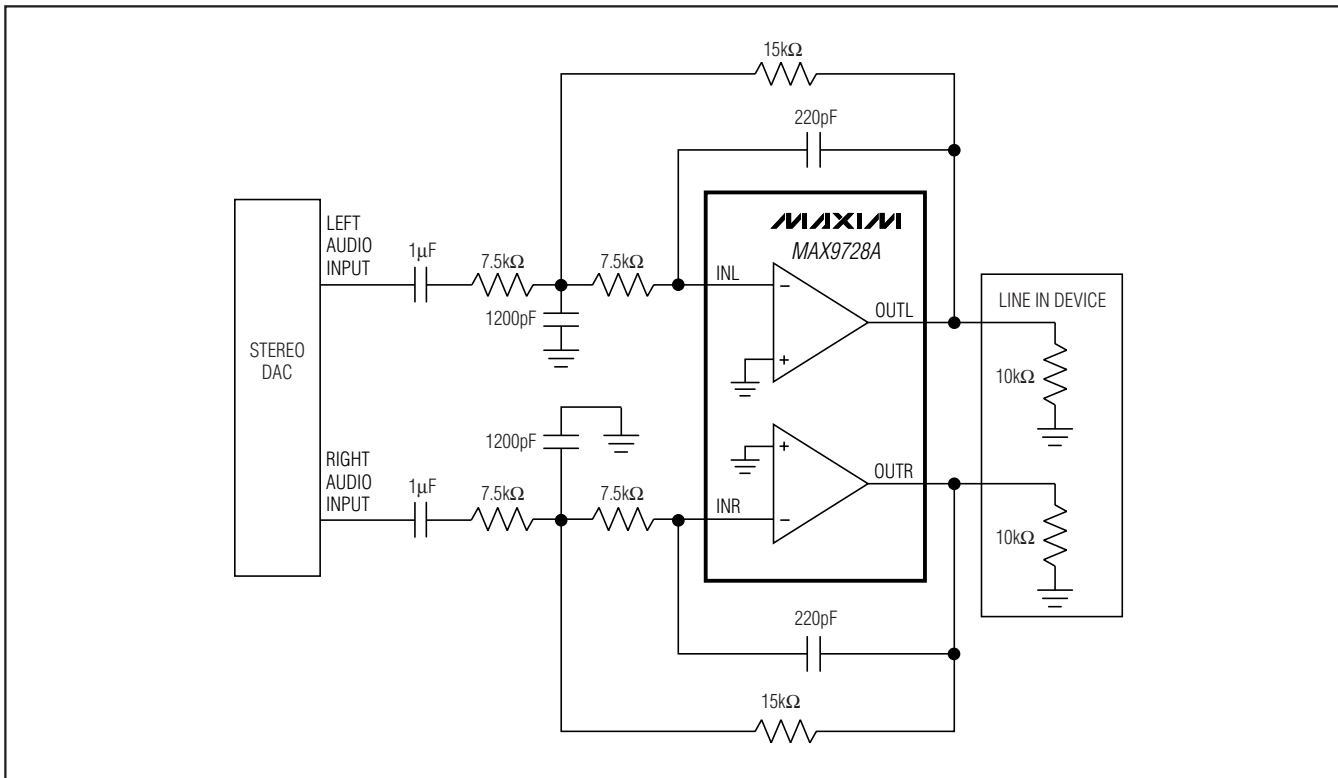 15kΩ
220pF
MAXIM
MAX9728A
LEFT
AUDIO
INPUT
1µF
7.5kΩ
7.5kΩ
INL
−
1200pF
+
OUTL
LINE IN DEVICE
10kΩ
STEREO
DAC
1200pF
+
OUTR
RIGHT
AUDIO
INPUT
1µF
7.5kΩ
7.5kΩ
INR
−
10kΩ
220pF
15kΩ